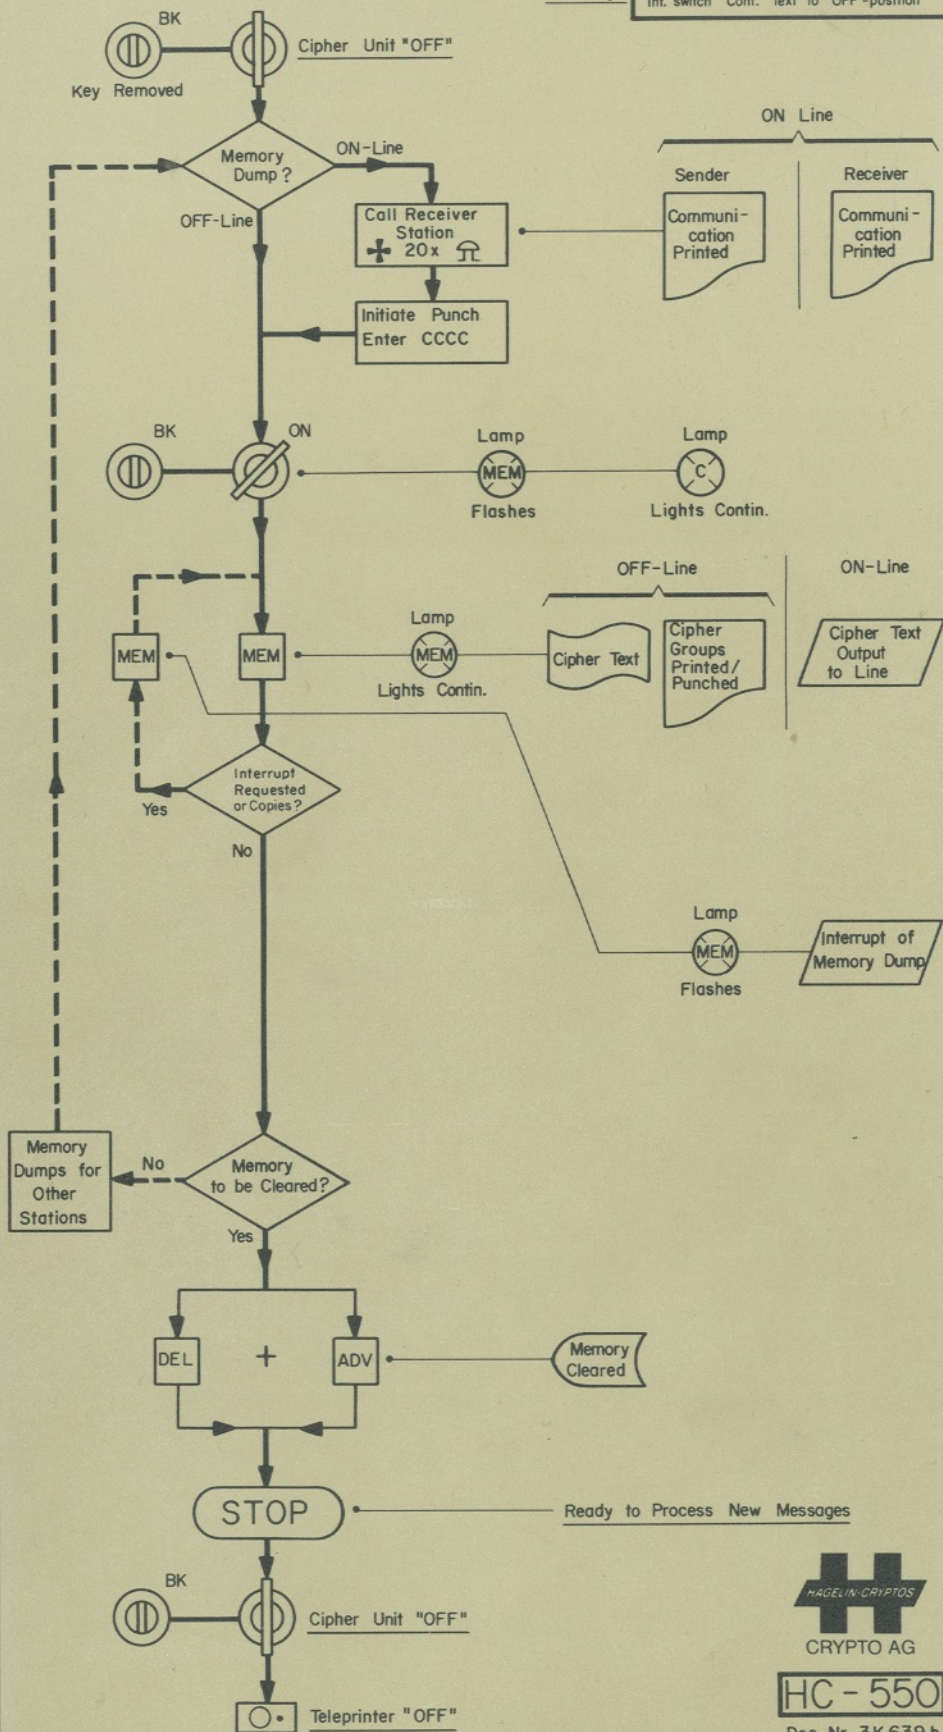 Int. switch "Cont. Text to "OFF"-position
BK
Cipher Unit "OFF"
Key Removed
ON Line
Memory
Dump?
ON-Line
Sender
Receiver
OFF-Line
Call Receiver
Station
20x
Communi-
cation
Printed
Communi-
cation
Printed
Initiate Punch
Enter CCCC
BK
ON
Lamp
MEM
Flashes
Lamp
C
Lights Contin.
OFF-Line
ON-Line
MEM
MEM
Lamp
MEM
Lights Contin.
Cipher Text
Cipher
Groups
Printed/
Punched
Cipher Text
Output
to Line
Interrupt
Requested
or Copies?
Yes
No
Lamp
MEM
Flashes
Interrupt of
Memory Dump
Memory
Dumps for
Other
Stations
No
Memory
to be Cleared?
Yes
DEL
+
ADV
Memory
Cleared
STOP
Ready to Process New Messages
BK
Cipher Unit "OFF"
HAGELIN-CRYPTOS
CRYPTO AG
HC-550
Teleprinter "OFF"
Doc. Nr. 3K639